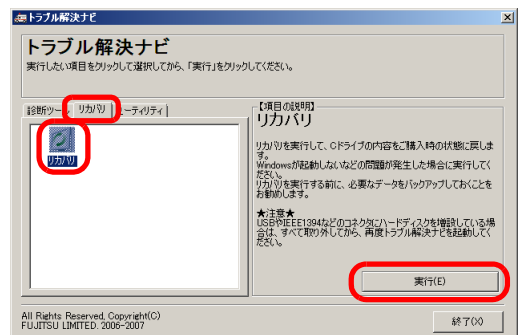 トラブル解決ナビ
トラブル解決ナビ
実行したい項目をクリックして選択してから、「実行」をクリックしてください。
診断ツール リカバリ ユーティリティ
リカバリ
【項目の説明】
リカバリ
リカバリを実行して、Cドライブの内容をご購入時の状態に戻しま
す。
Windowsが起動しないなどの問題が発生した場合に実行してく
ださい。
リカバリを実行する前に、必要なデータをバックアップしておくことを
お勧めします。
★注意★
USBやIEEE1394などのコネクタにハードディスクを増設している場
合は、すべて取り外してから、再度トラブル解決ナビを起動してく
ださい。
実行(E)
All Rights Reserved, Copyright(C)
FUJITSU LIMITED. 2006-2007
終了(X)